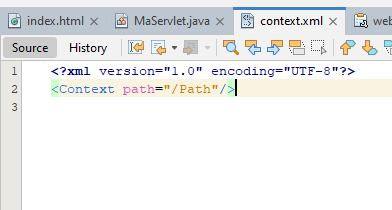 index.html MaServlet.java context.xml web
Source History
1 <?xml version="1.0" encoding="UTF-8"?>
2 <Context path="/Path"/>
3